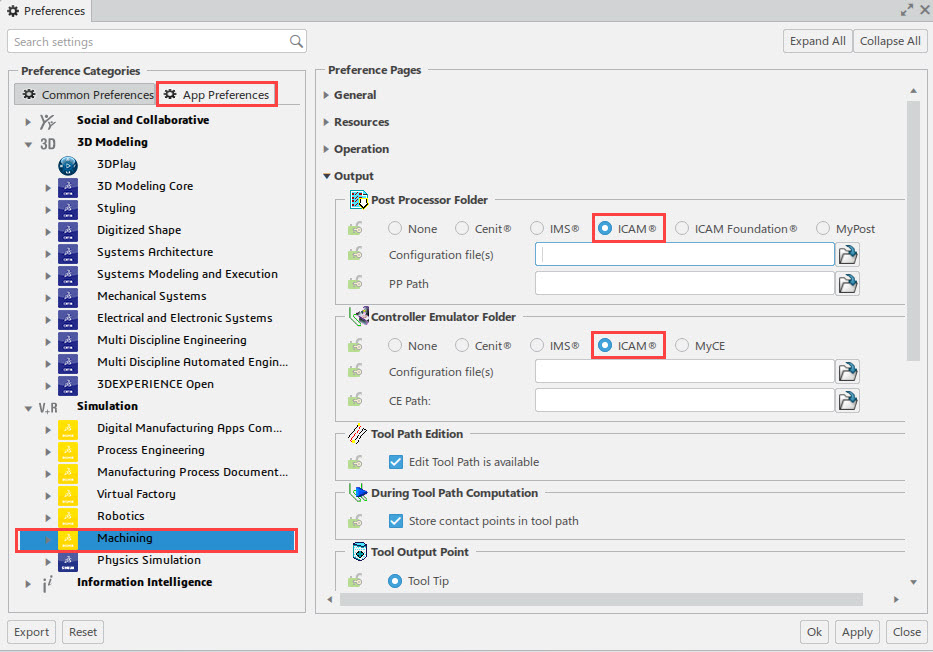 Preferences
Search settings
Expand All
Collapse All
Preference Categories
Common Preferences
App Preferences
Social and Collaborative
3D
3D Modeling
3DPlay
3D Modeling Core
Styling
Digitized Shape
Systems Architecture
Systems Modeling and Execution
Mechanical Systems
Electrical and Electronic Systems
Multi Discipline Engineering
Multi Discipline Automated Engin...
3DEXPERIENCE Open
V,R
Simulation
Digital Manufacturing Apps Com...
Process Engineering
Manufacturing Process Document...
Virtual Factory
Robotics
Machining
Physics Simulation
Information Intelligence
Preference Pages
General
Resources
Operation
Output
Post Processor Folder
None Cenit® IMS® ICAM® ICAM Foundation® MyPost
Configuration file(s)
PP Path
Controller Emulator Folder
None Cenit® IMS® ICAM® MyCE
Configuration file(s)
CE Path:
Tool Path Edition
Edit Tool Path is available
During Tool Path Computation
Store contact points in tool path
Tool Output Point
Tool Tip
Export
Reset
Ok
Apply
Close